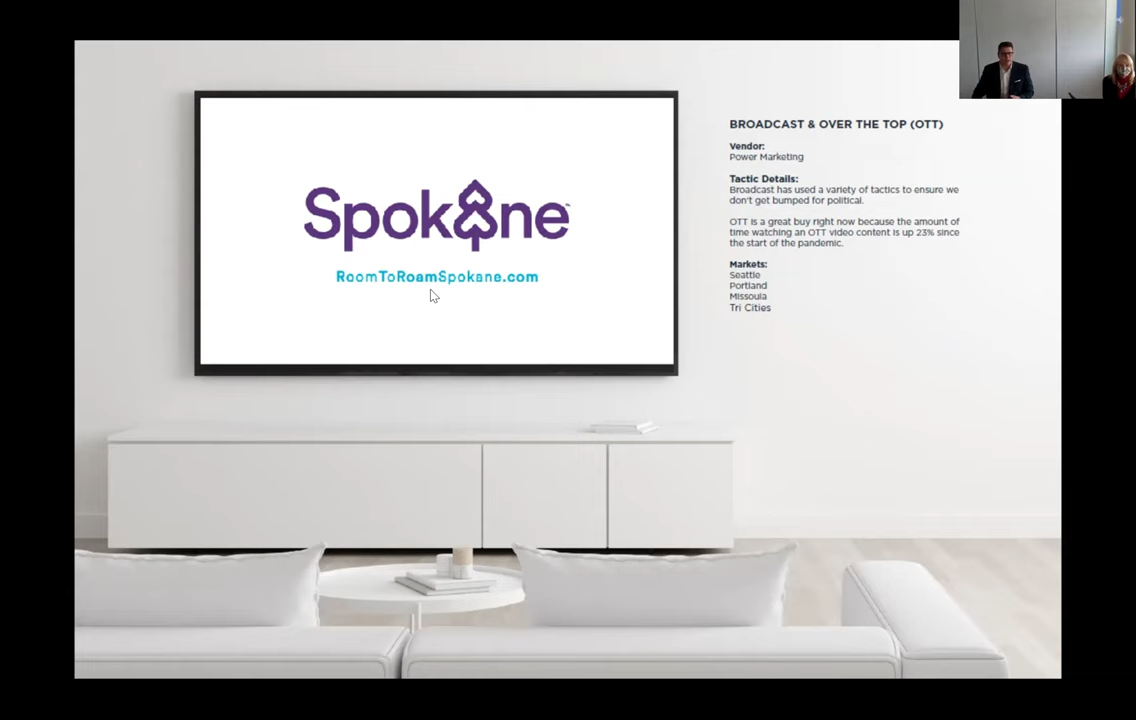 Spokane™
RoomToRoamSpokane.com
BROADCAST & OVER THE TOP (OTT)
Vendor:
Power Marketing
Tactic Details:
Broadcast has used a variety of tactics to ensure we
don't get bumped for political.
OTT is a great buy right now because the amount of
time watching an OTT video content is up 23% since
the start of the pandemic.
Markets:
Seattle
Portland
Missoula
Tri Cities